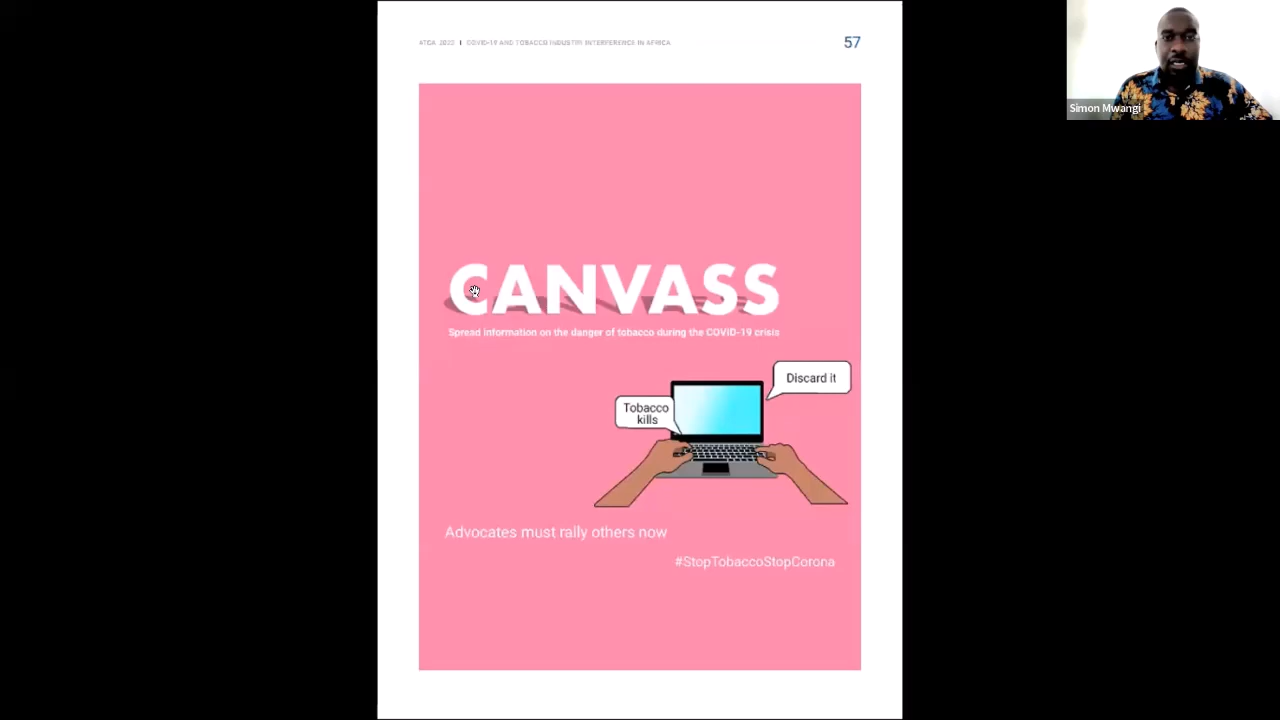 ATCA 2020 | COVID-19 AND TOBACCO INDUSTRY INTERFERENCE IN AFRICA
57
Simon Mwangi
CANVASS
Spread information on the danger of tobacco during the COVID-19 crisis
Discard it
Tobacco
kills
Advocates must rally others now
#StopTobaccoStopCorona